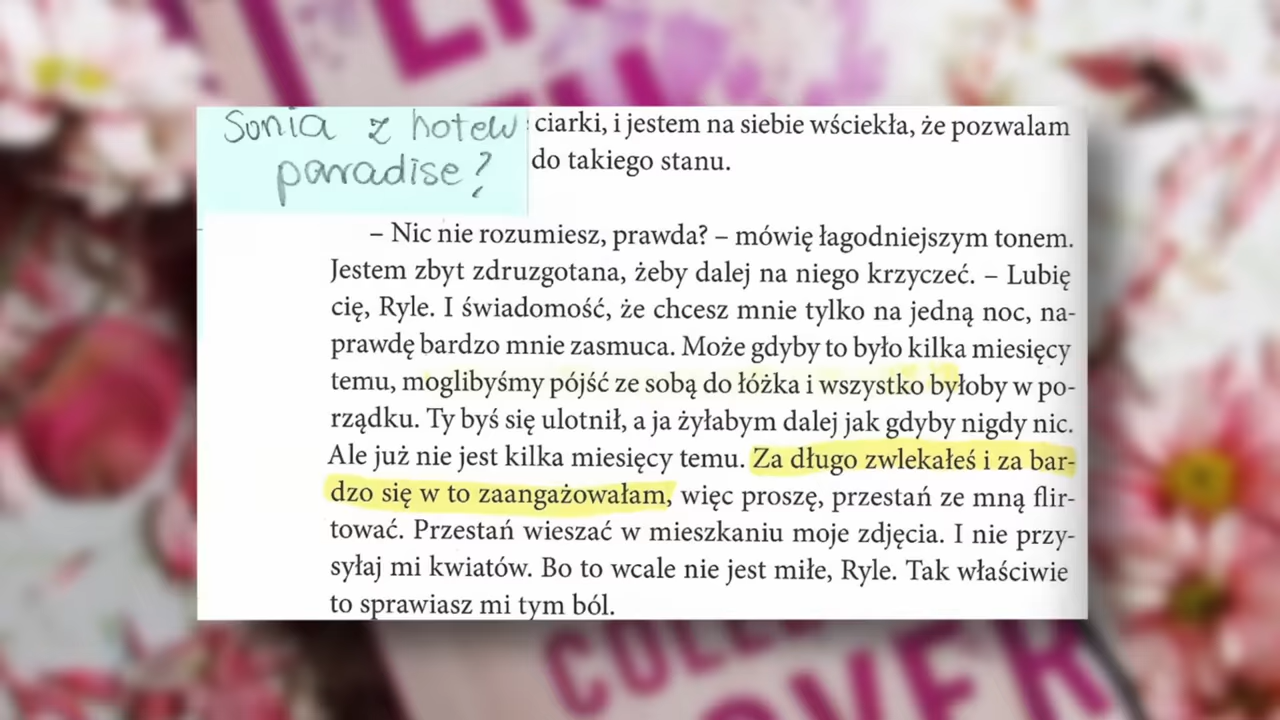 Sonia z hotelu
paradise?
ciarki, i jestem na siebie wściekła, że pozwalam
do takiego stanu.
– Nic nie rozumiesz, prawda? – mówię łagodniejszym tonem.
Jestem zbyt zdruzgotana, żeby dalej na niego krzyczeć. – Lubię
cię, Ryle. I świadomość, że chcesz mnie tylko na jedną noc, na-
prawdę bardzo mnie zasmuca. Może gdyby to było kilka miesięcy
temu, moglibyśmy pójść ze sobą do łóżka i wszystko byłoby w po-
rządku. Ty byś się ulotnił, a ja żyłabym dalej jak gdyby nigdy nic.
Ale już nie jest kilka miesięcy temu. Za długo zwlekałeś i za bar-
dzo się w to zaangażowałam, więc proszę, przestań ze mną flir-
tować. Przestań wieszać w mieszkaniu moje zdjęcia. I nie przy-
syłaj mi kwiatów. Bo to wcale nie jest miłe, Ryle. Tak właściwie
to sprawiasz mi tym ból.